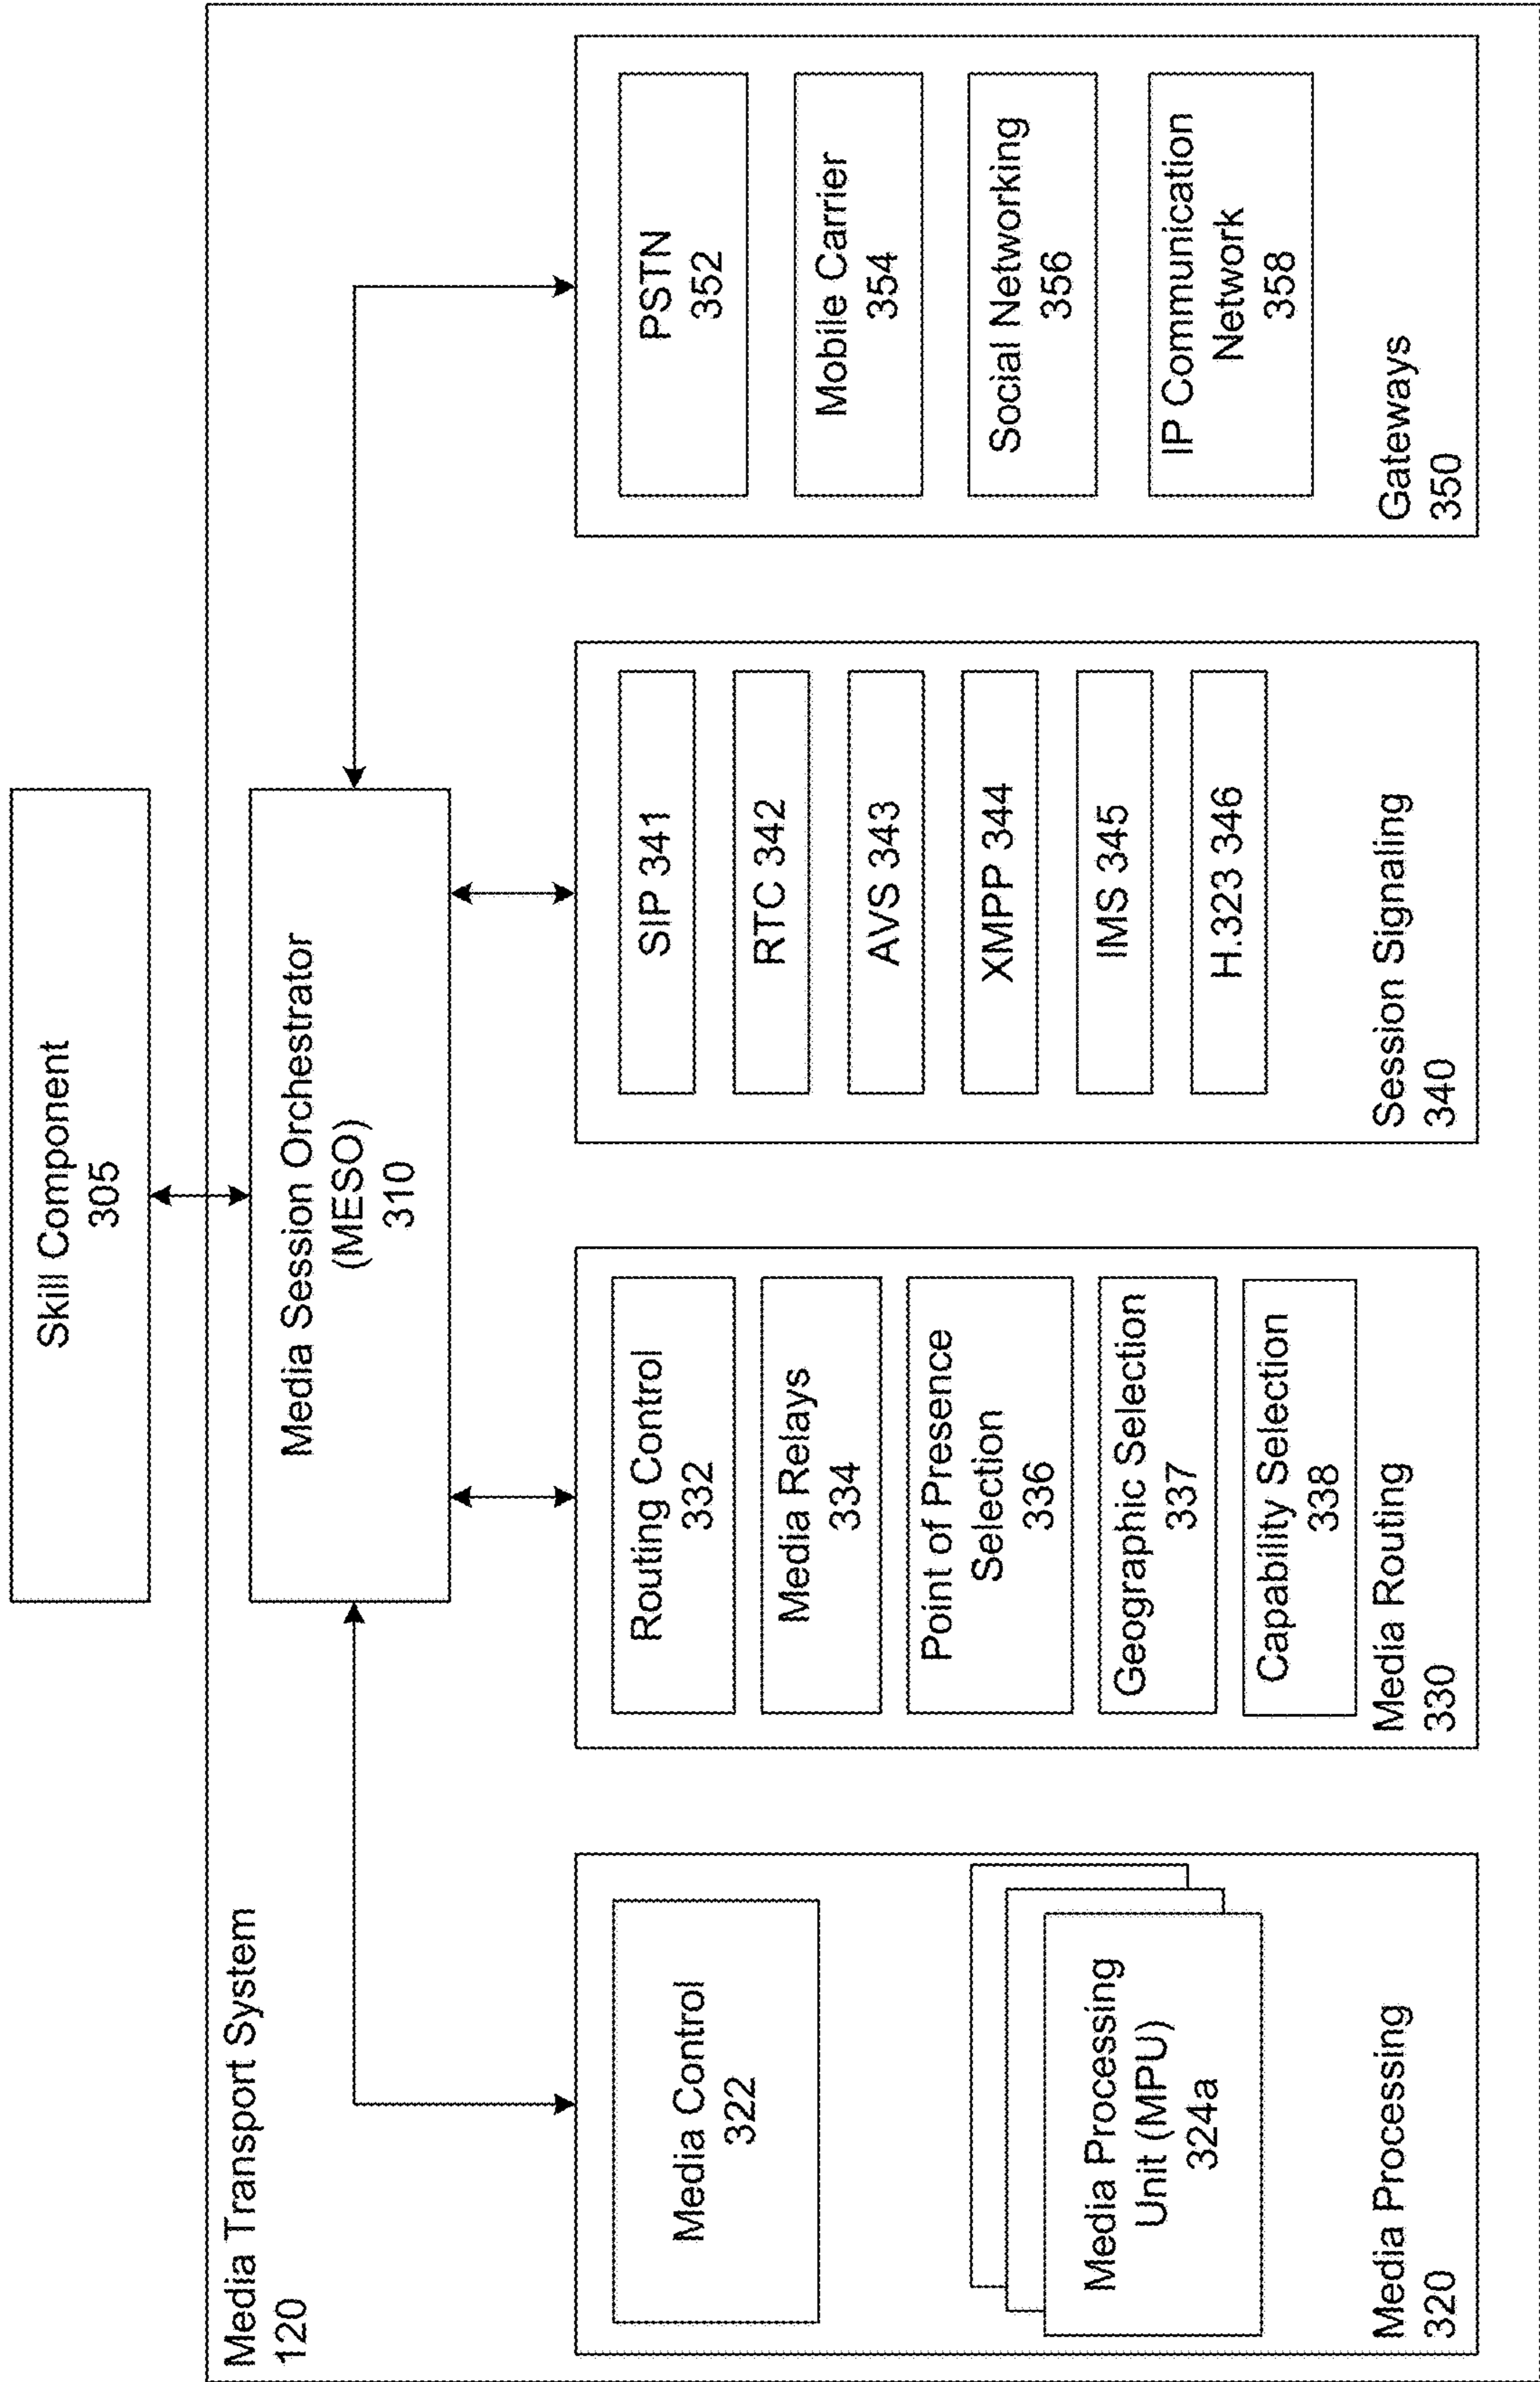 Skill Component
305
Media Transport System
120
Media Session Orchestrator
(MESO)
310
Media Control
322
Media Processing
Unit (MPU)
324a
Media Processing
320
Routing Control
332
Media Relays
334
Point of Presence
Selection
336
Geographic Selection
337
Capability Selection
338
Media Routing
330
SIP 341
RTC 342
AVS 343
XMPP 344
IMS 345
H.323 346
Session Signaling
340
PSTN
352
Mobile Carrier
354
Social Networking
356
IP Communication
Network
358
Gateways
350